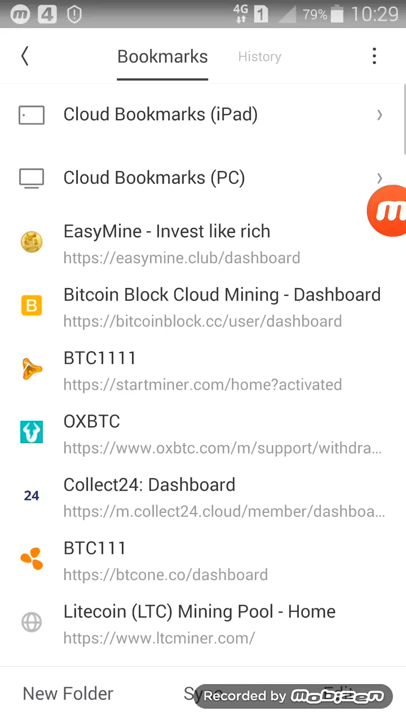 4G 1 79% 10:29
Bookmarks History
Cloud Bookmarks (iPad)
Cloud Bookmarks (PC)
EasyMine - Invest like rich
https://easymine.club/dashboard
Bitcoin Block Cloud Mining - Dashboard
https://bitcoinblock.cc/user/dashboard
BTC1111
https://startminer.com/home?activated
OXBTC
https://www.oxbtc.com/m/support/withdra...
24
Collect24: Dashboard
https://m.collect24.cloud/member/dashboa...
BTC111
https://btcone.co/dashboard
Litecoin (LTC) Mining Pool - Home
https://www.ltcminer.com/
New Folder
Recorded by mobizen